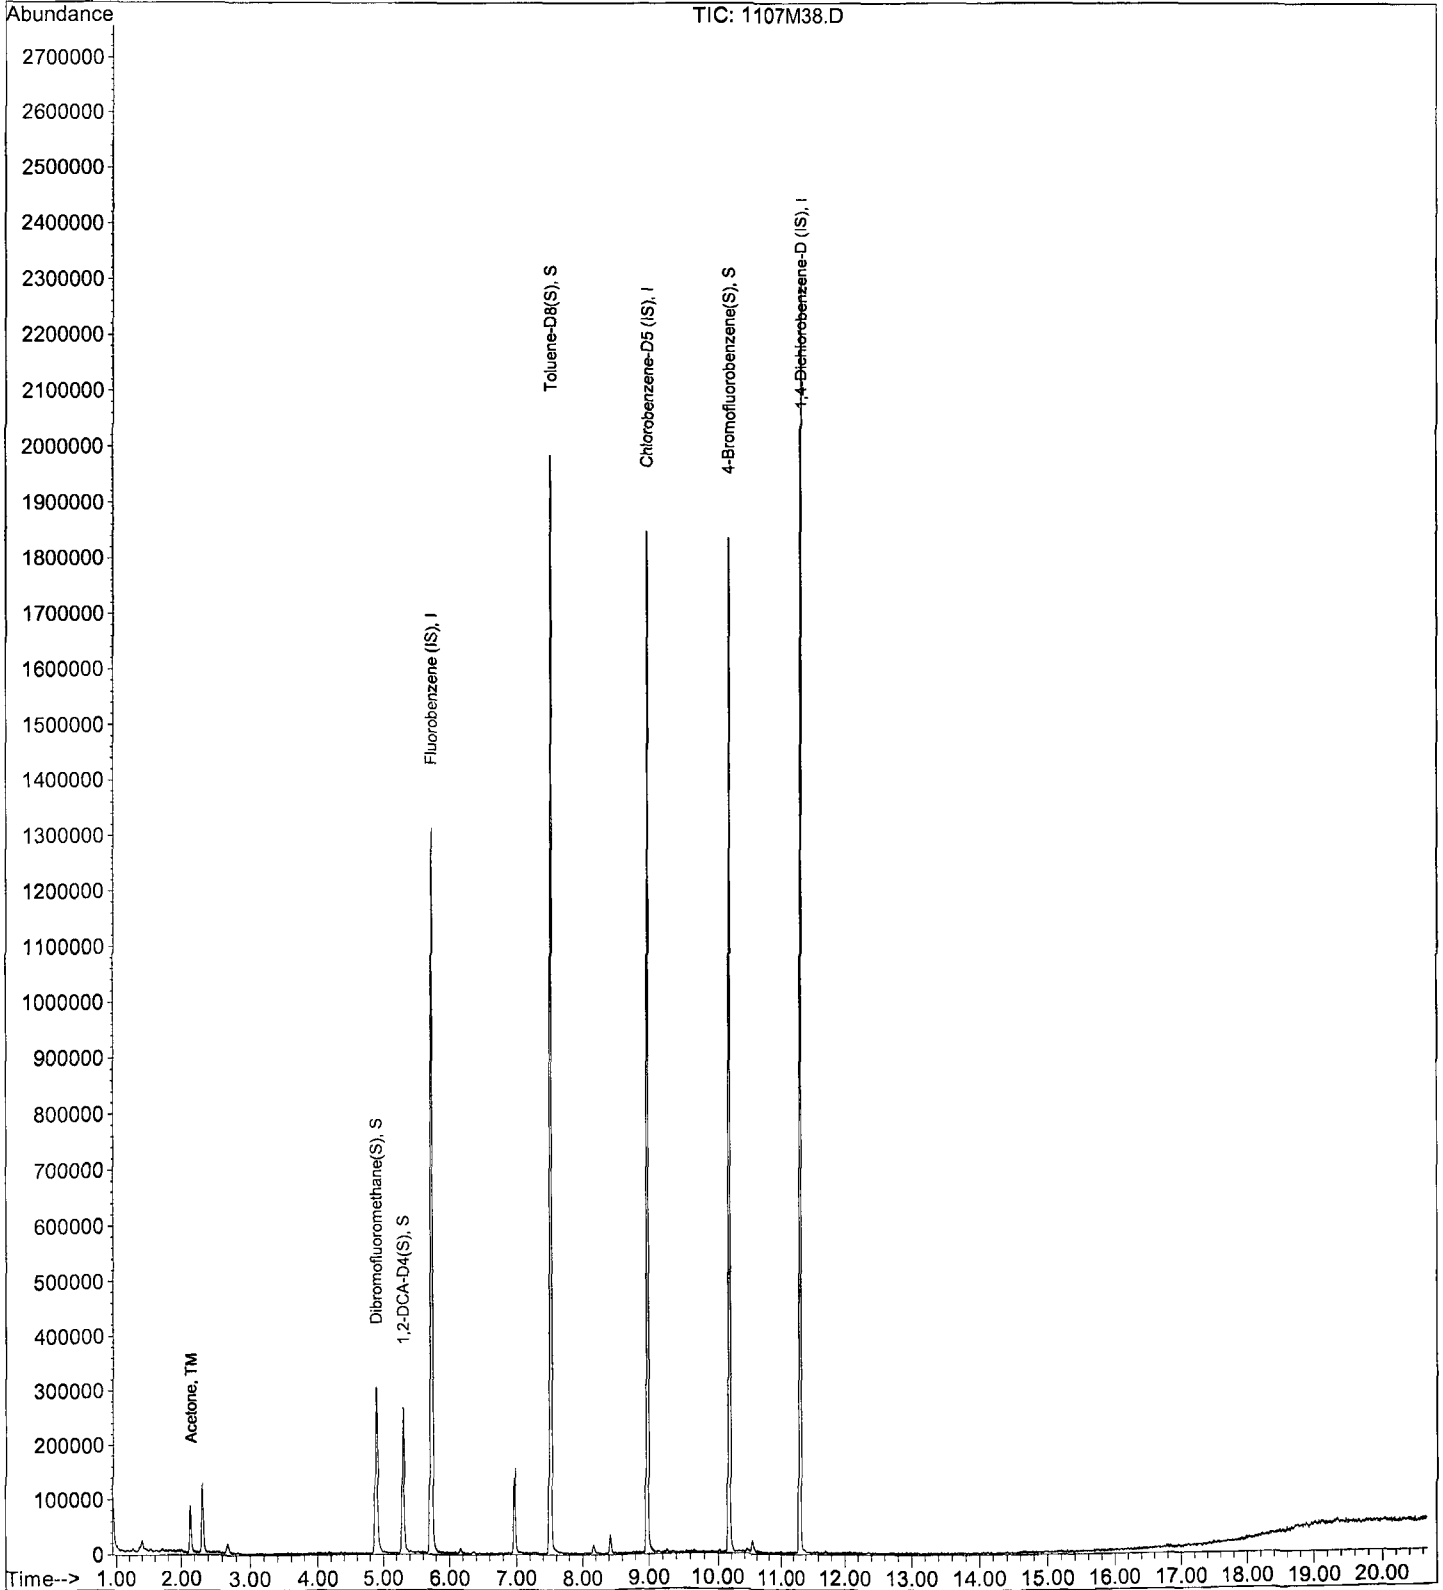 Abundance
TIC: 1107M38.D
2700000
2600000
2500000
2400000
2300000
2200000
2100000
2000000
1900000
1800000
1700000
1600000
1500000
1400000
1300000
1200000
1100000
1000000
900000
800000
700000
600000
500000
400000
300000
200000
100000
0
Acetone, TM
Dibromofluoromethane(S), S
1,2-DCA-D4(S), S
Fluorobenzene (IS), I
Toluene-D8(S), S
Chlorobenzene-D5 (IS), I
4-Bromofluorobenzene(S), S
1,4-Dichlorobenzene-D (IS), I
Time--> 1.00 2.00 3.00 4.00 5.00 6.00 7.00 8.00 9.00 10.00 11.00 12.00 13.00 14.00 15.00 16.00 17.00 18.00 19.00 20.00